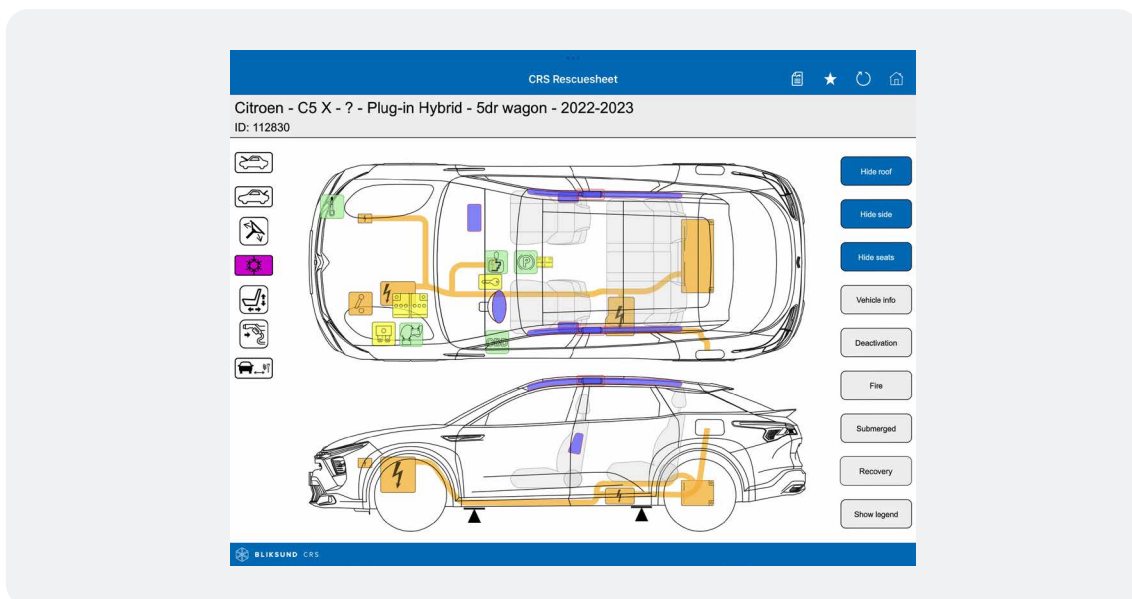 CRS Rescuesheet
Citroen - C5 X - ? - Plug-in Hybrid - 5dr wagon - 2022-2023
ID: 112830
Hide roof
Hide side
Hide seats
Vehicle info
Deactivation
Fire
Submerged
Recovery
Show legend
BLIKSUND CRS